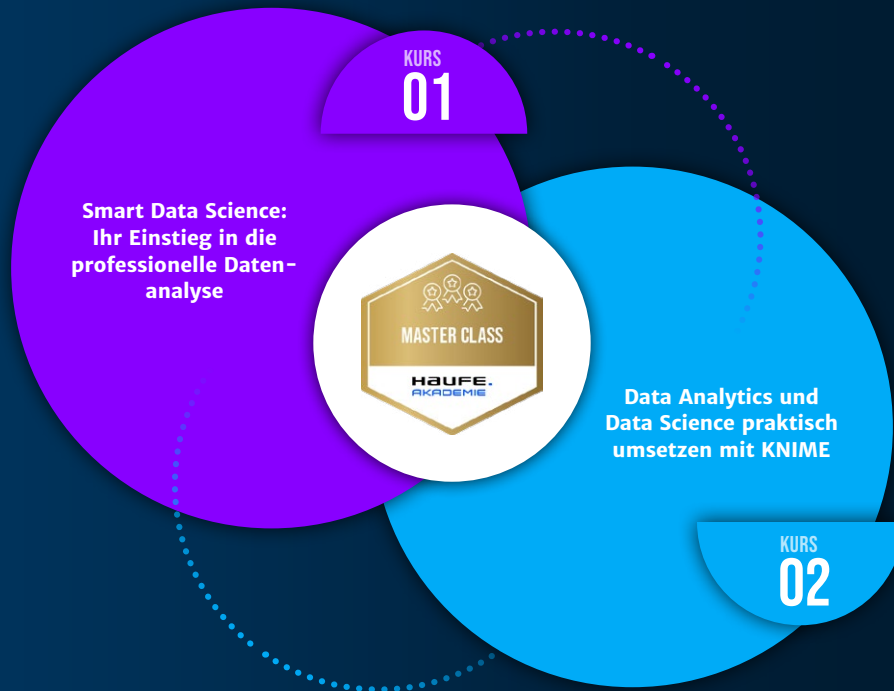 KURS
01
Smart Data Science:
Ihr Einstieg in die
professionelle Daten-
analyse
MASTER CLASS
HAUFE.
AKADEMIE
Data Analytics und
Data Science praktisch
umsetzen mit KNIME
KURS
02